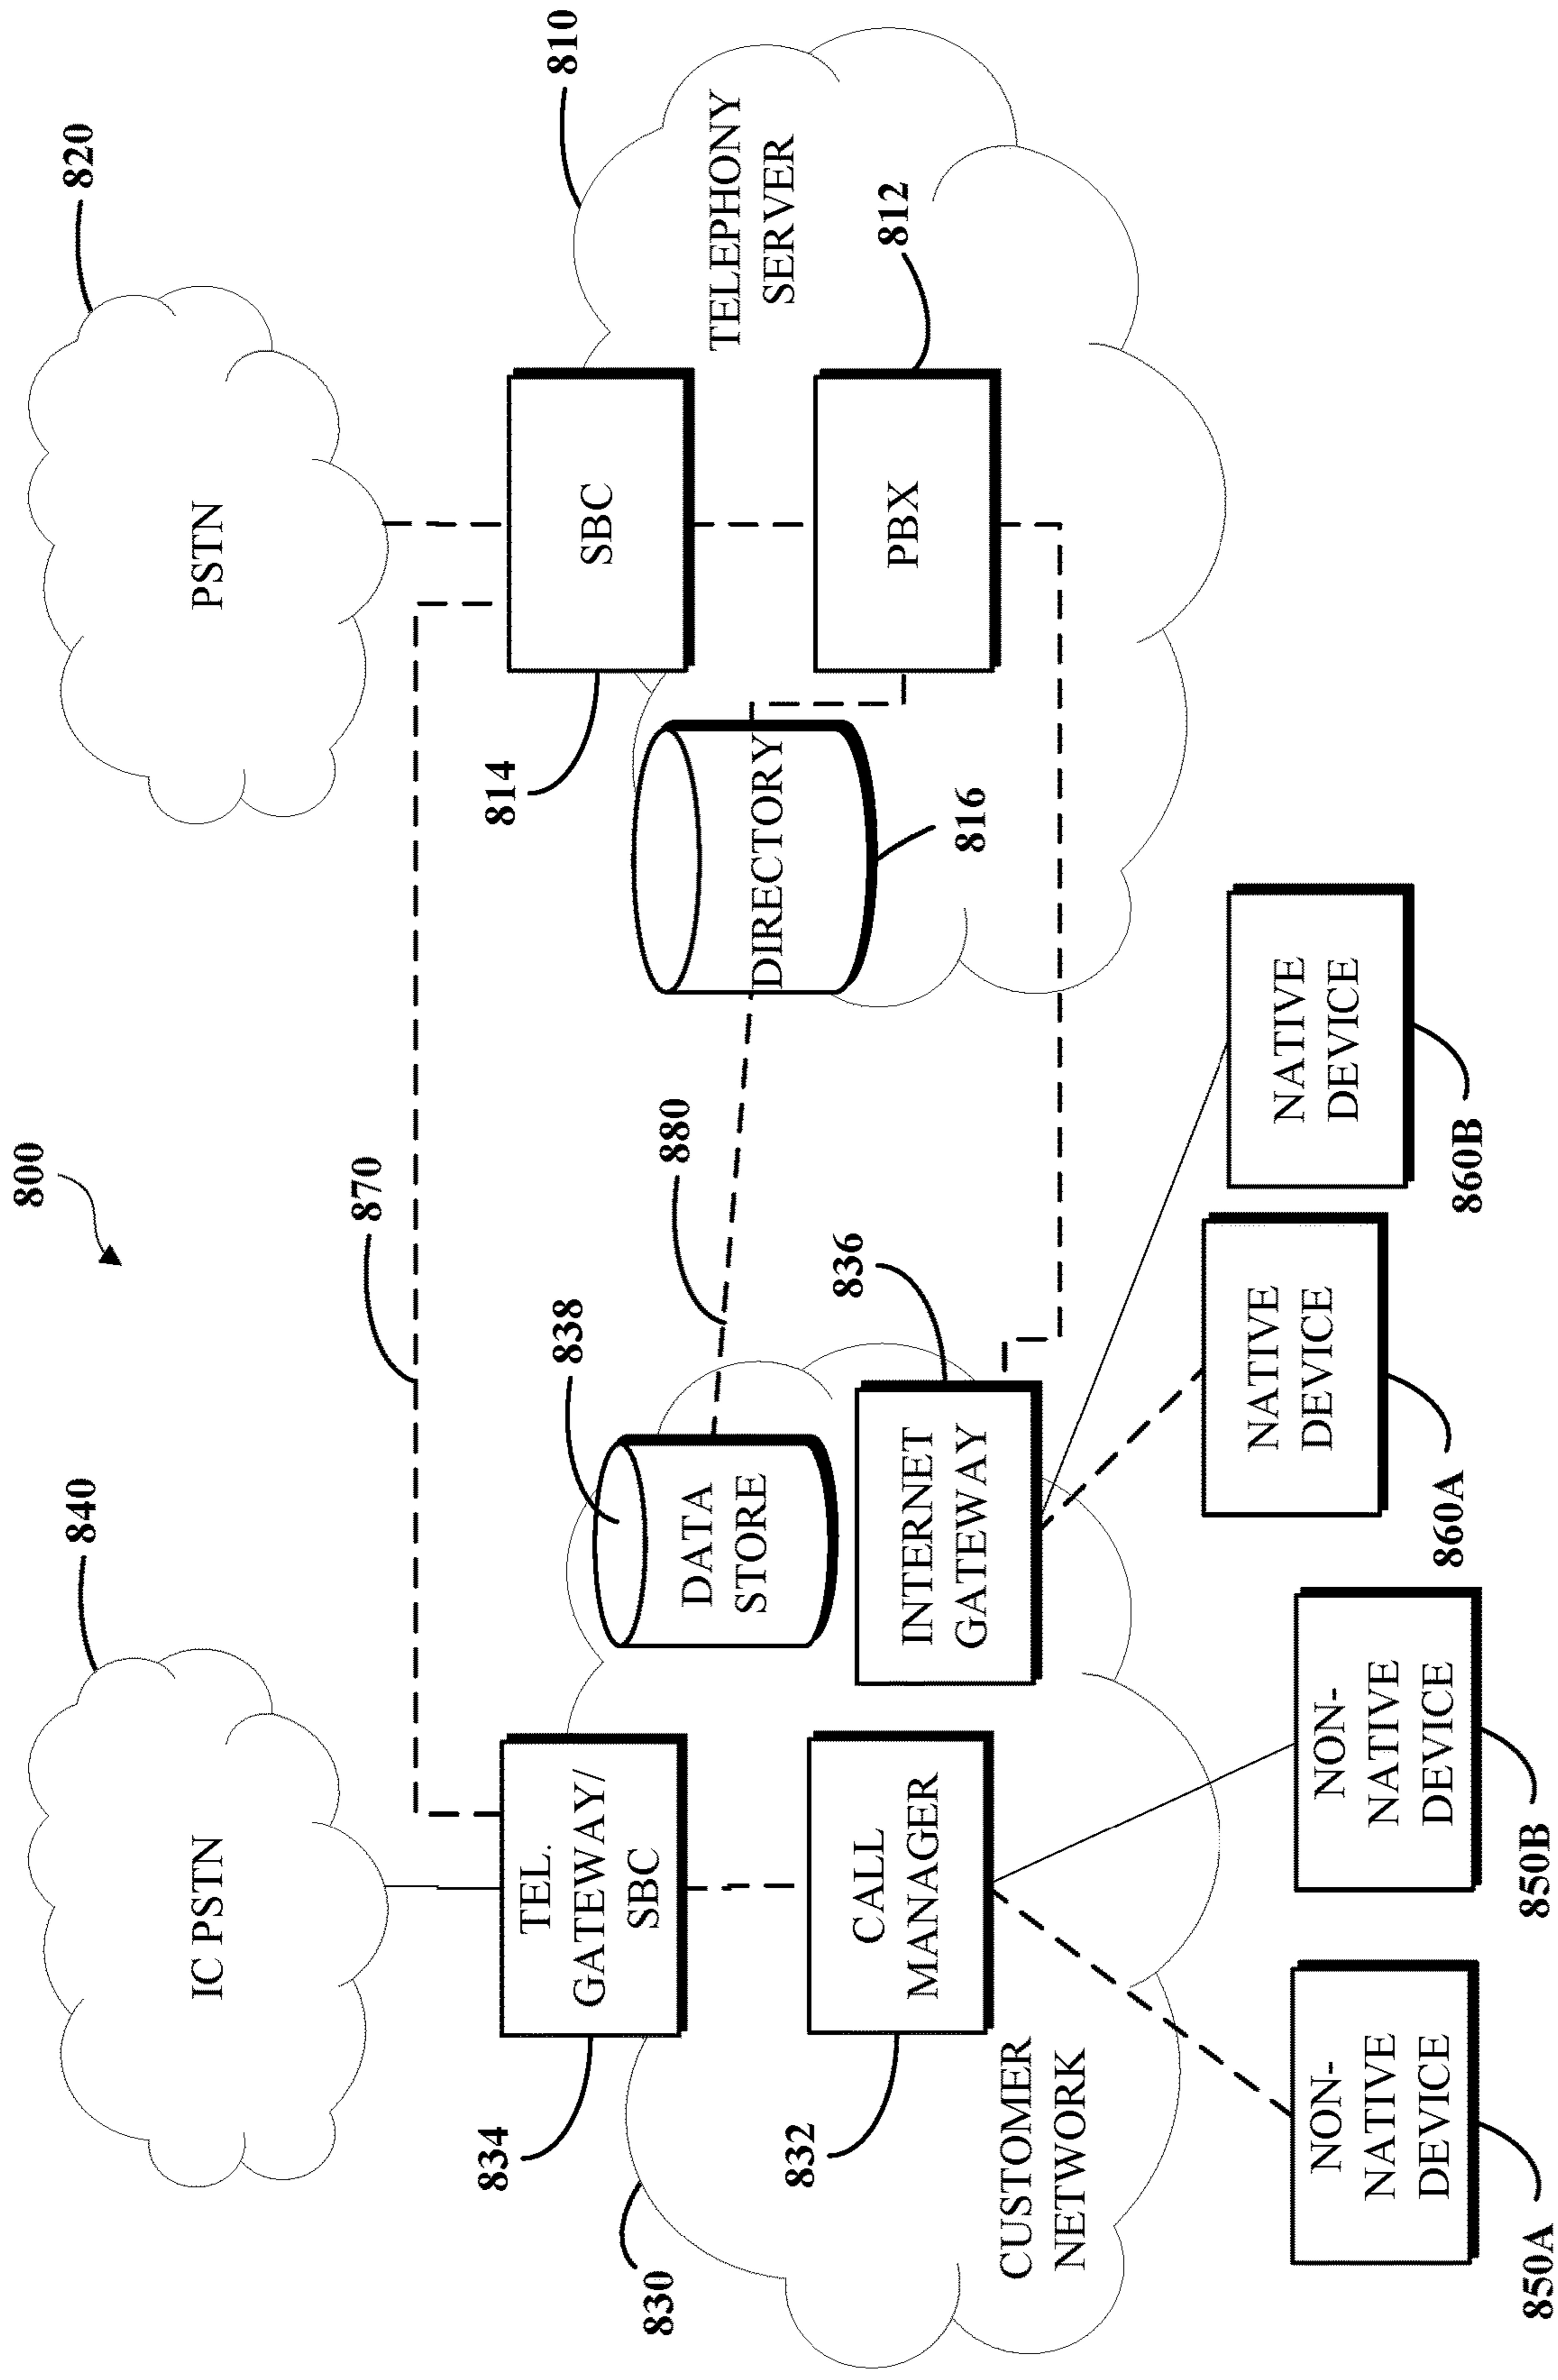 800
840
820
IC PSTN
PSTN
870
810
834
TEL.
GATEWAY/
SBC
838
DATA
STORE
880
814
SBC
TELEPHONY
SERVER
DIRECTORY
816
832
CALL
MANAGER
836
INTERNET
GATEWAY
PBX
812
830
CUSTOMER
NETWORK
NON-
NATIVE
DEVICE
850A
NON-
NATIVE
DEVICE
850B
NATIVE
DEVICE
860A
NATIVE
DEVICE
860B